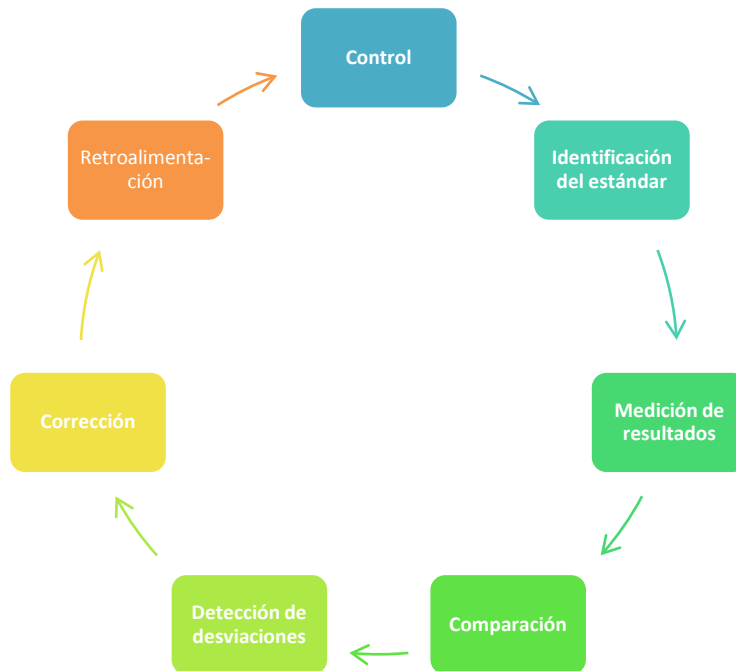 Control
Identificación
del estándar
Medición de
resultados
Comparación
Detección de
desviaciones
Corrección
Retroalimenta-
ción